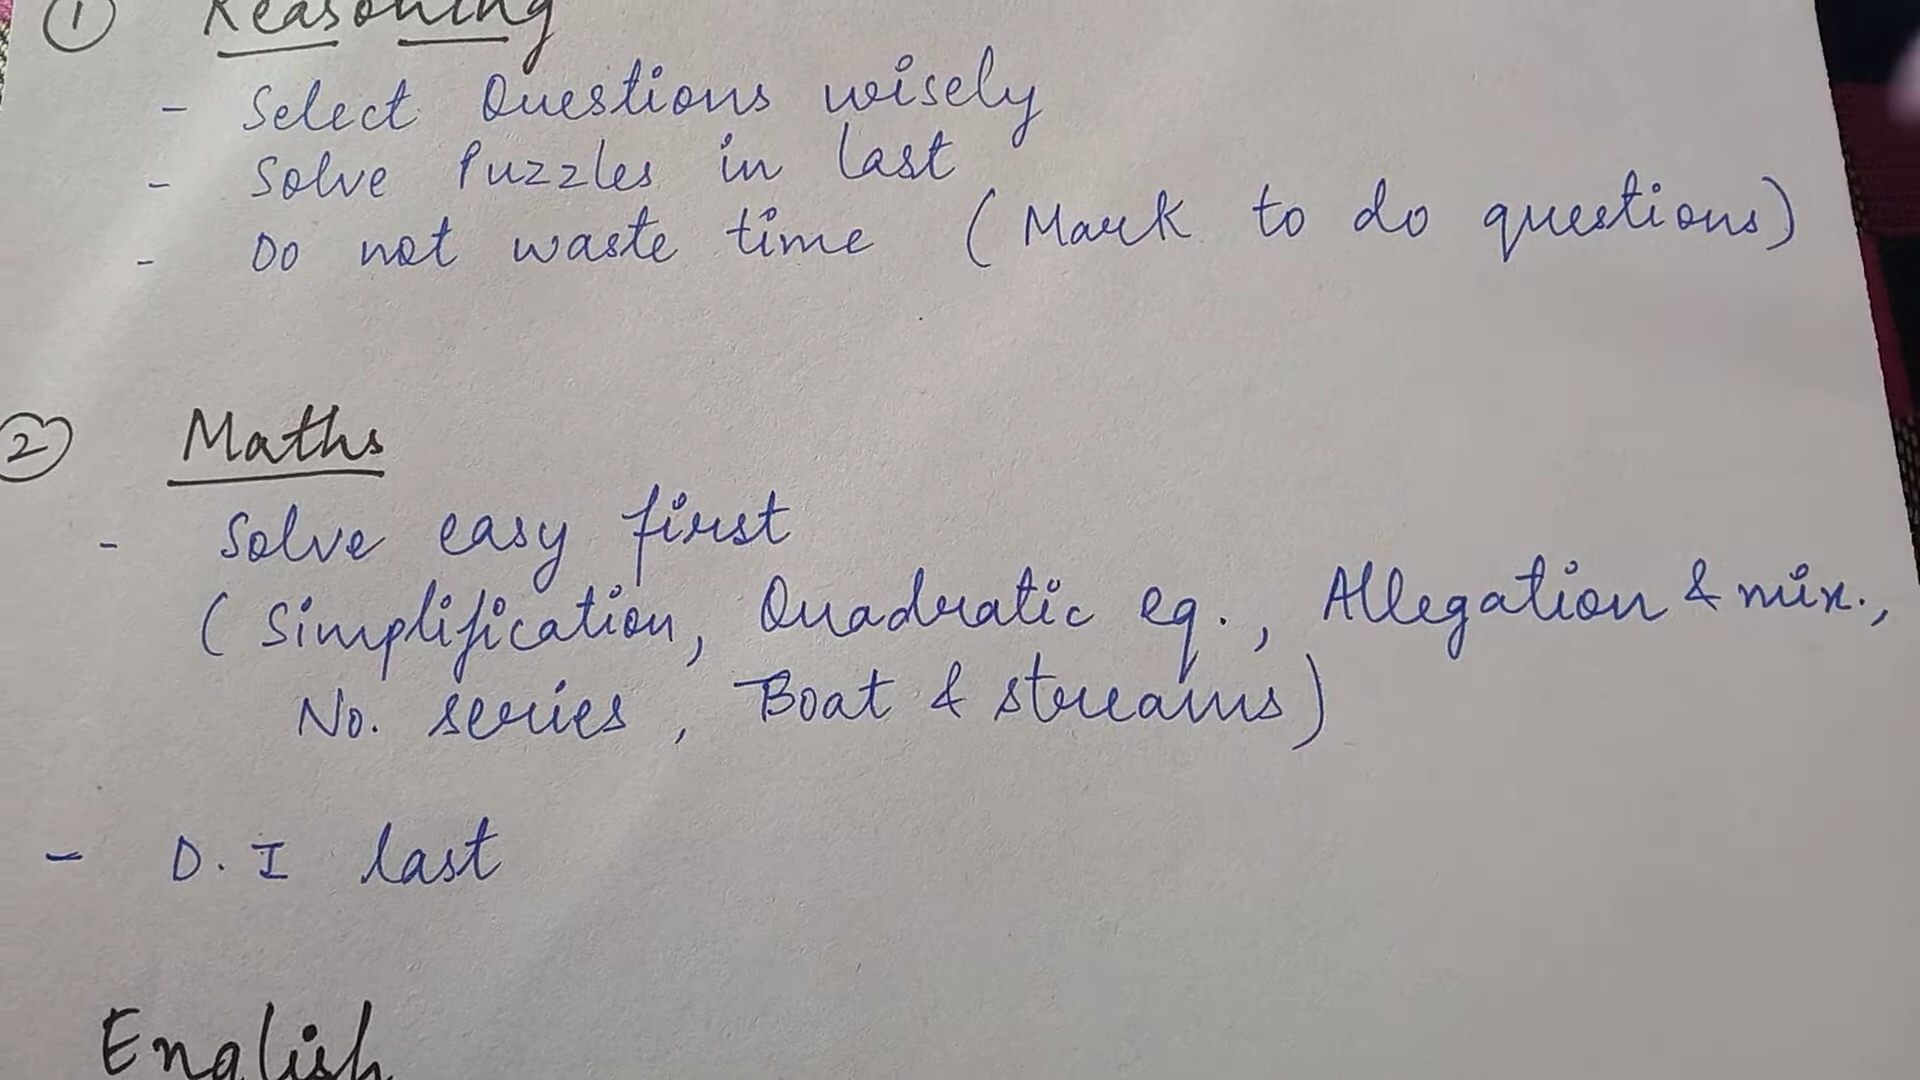 ① Reasoning
- Select Questions wisely
- Solve Puzzles in last
- Do not waste time (Mark to do questions)
② Maths
- Solve easy first
(Simplification, Quadratic eq., Allegation & mix.,
No. series, Boat & streams)
- D.I last
English